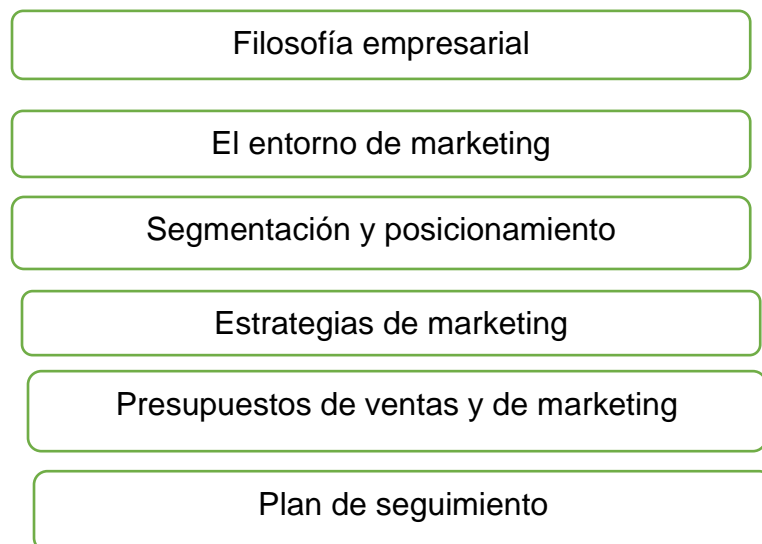 Filosofía empresarial
El entorno de marketing
Segmentación y posicionamiento
Estrategias de marketing
Presupuestos de ventas y de marketing
Plan de seguimiento